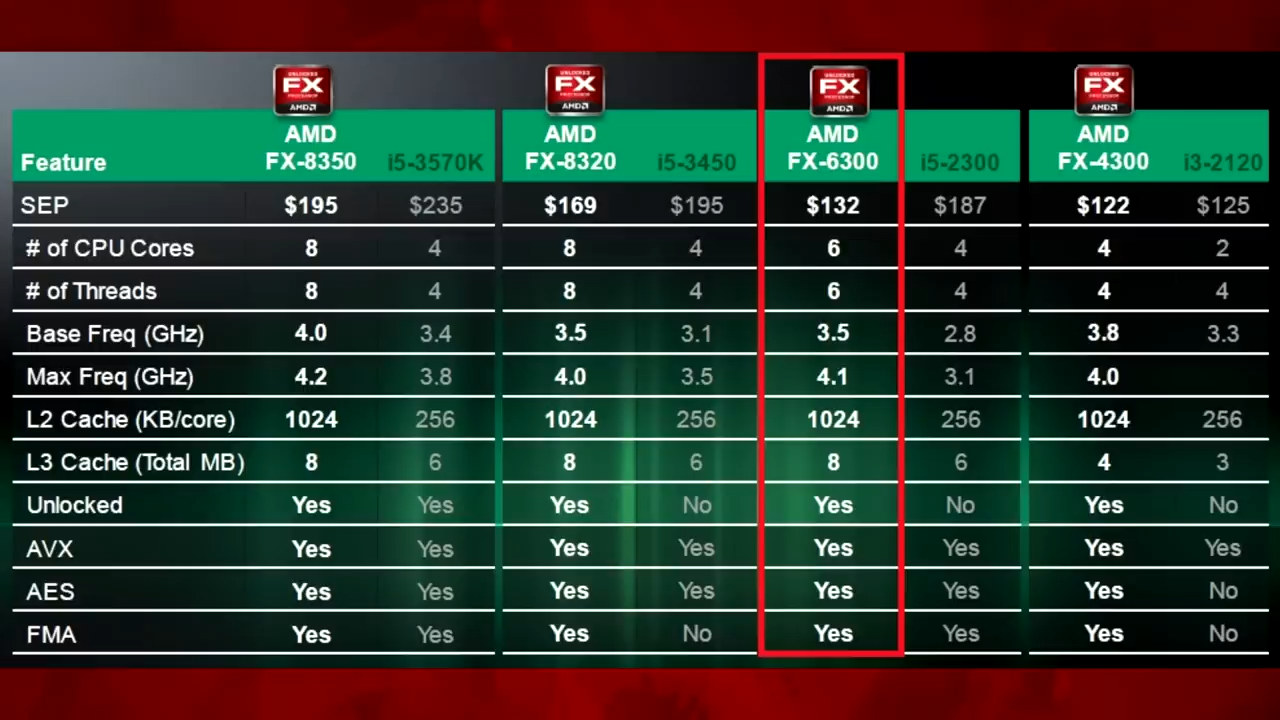 UNLOCKED FX PROCESSOR AMD UNLOCKED FX PROCESSOR AMD UNLOCKED FX PROCESSOR AMD UNLOCKED FX PROCESSOR AMD
AMD AMD AMD AMD
Feature FX-8350 i5-3570K FX-8320 i5-3450 FX-6300 i5-2300 FX-4300 i3-2120
SEP $195 $235 $169 $195 $132 $187 $122 $125
# of CPU Cores 8 4 8 4 6 4 4 2
# of Threads 8 4 8 4 6 4 4 4
Base Freq (GHz) 4.0 3.4 3.5 3.1 3.5 2.8 3.8 3.3
Max Freq (GHz) 4.2 3.8 4.0 3.5 4.1 3.1 4.0
L2 Cache (KB/core) 1024 256 1024 256 1024 256 1024 256
L3 Cache (Total MB) 8 6 8 6 8 6 4 3
Unlocked Yes Yes Yes No Yes No Yes No
AVX Yes Yes Yes Yes Yes Yes Yes Yes
AES Yes Yes Yes Yes Yes Yes Yes No
FMA Yes Yes Yes No Yes Yes Yes No